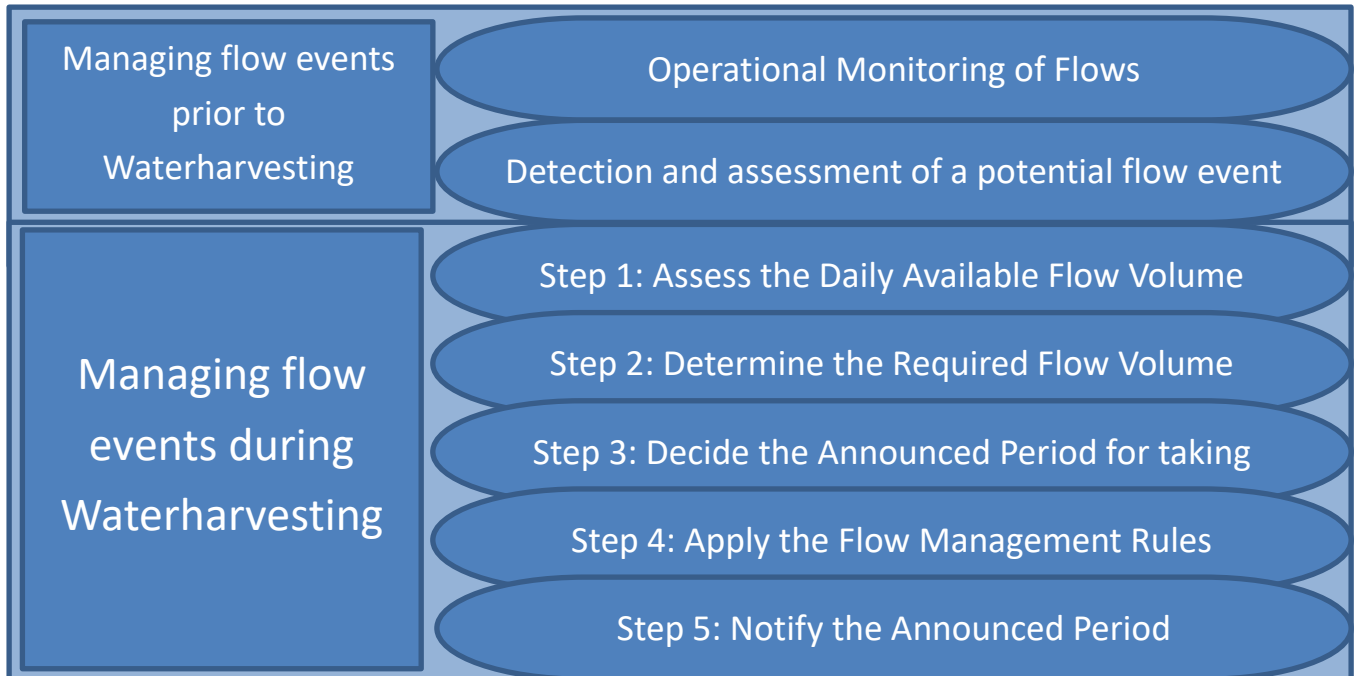 Managing flow events
prior to
Waterharvesting
Operational Monitoring of Flows
Detection and assessment of a potential flow event
Managing flow
events during
Waterharvesting
Step 1: Assess the Daily Available Flow Volume
Step 2: Determine the Required Flow Volume
Step 3: Decide the Announced Period for taking
Step 4: Apply the Flow Management Rules
Step 5: Notify the Announced Period